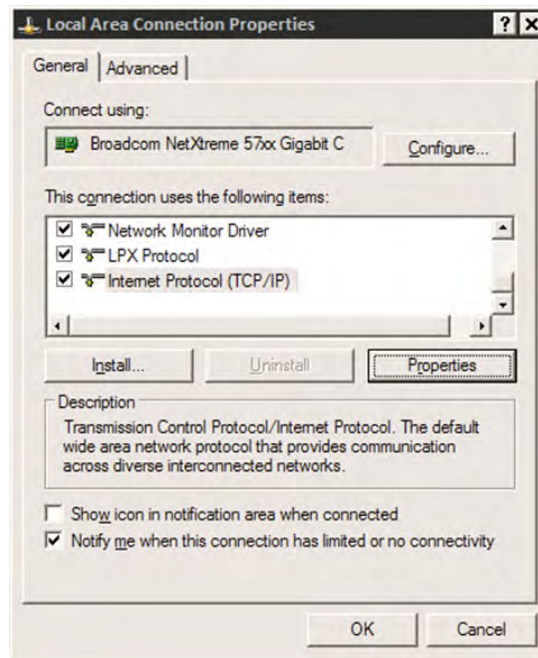 Local Area Connection Properties
General Advanced
Connect using:
Broadcom NetXtreme 57xx Gigabit C Configure...
This connection uses the following items:
Network Monitor Driver
LPX Protocol
Internet Protocol (TCP/IP)
Install... Uninstall Properties
Description
Transmission Control Protocol/Internet Protocol. The default
wide area network protocol that provides communication
across diverse interconnected networks.
Show icon in notification area when connected
Notify me when this connection has limited or no connectivity
OK Cancel